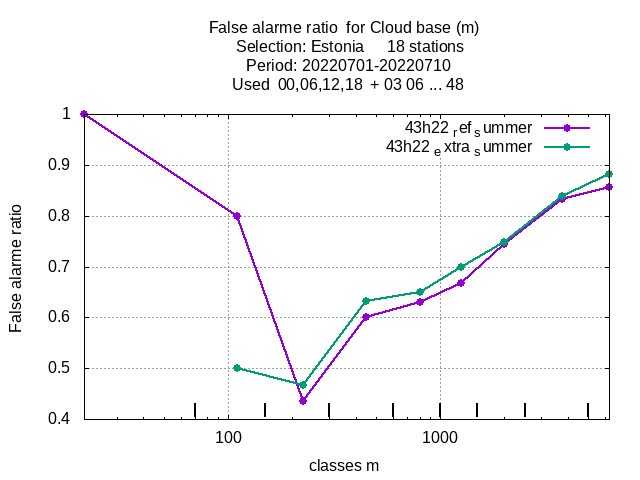 False alarme ratio  for Cloud base (m)
Selection: Estonia     18 stations
Period: 20220701-20220710
Used  00,06,12,18  + 03 06 ... 48
43h22 ref summer
43h22 extra summer
1
0.9
0.8
0.7
0.6
0.5
0.4
False alarme ratio
100 1000
classes m